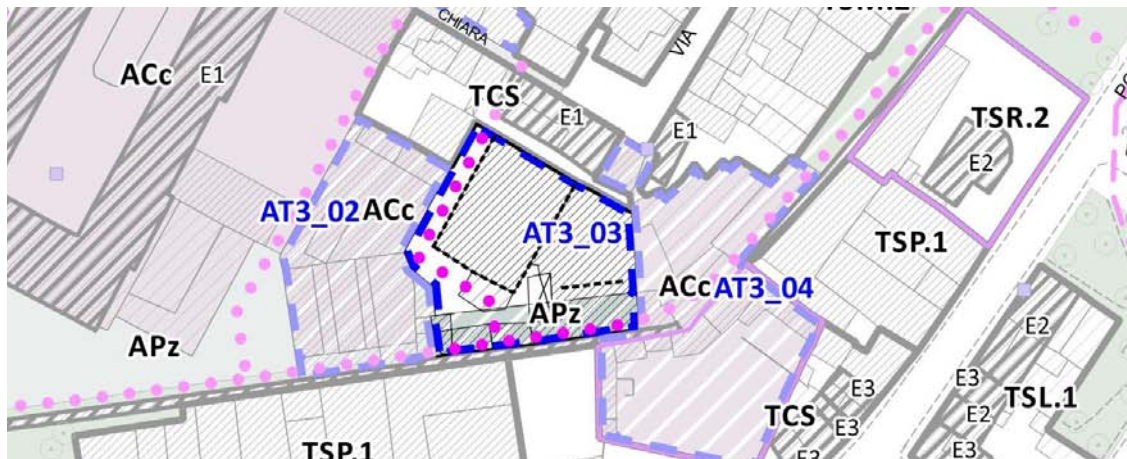 CHIARA
VIA
ACc
E1
TCS
E1
E1
TSR.2
E2
AT3_02
ACc
AT3_03
TSP.1
ACc
AT3_04
APz
APz
E2
E3
TSL.1
E3
E2
TCS
E3
E3
E3
TSP.1